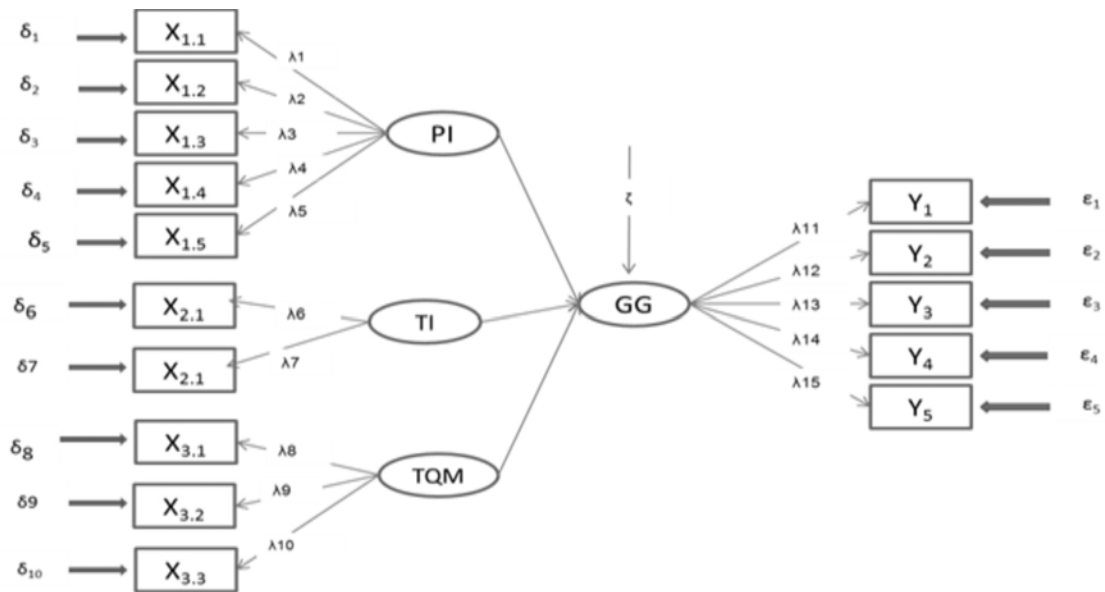 δ₁ X₁.₁ λ1
δ₂ X₁.₂ λ2
δ₃ X₁.₃ λ3 PI
δ₄ X₁.₄ λ4
δ₅ X₁.₅ λ5
δ₆ X₂.₁ λ6
TI
δ7 X₂.₁ λ7
δ₈ X₃.₁ λ8
TQM
δ9 X₃.₂ λ9
δ₁₀ X₃.₃ λ10
ζ
GG
λ11 Y₁ ε₁
λ12 Y₂ ε₂
λ13 Y₃ ε₃
λ14 Y₄ ε₄
λ15 Y₅ ε₅